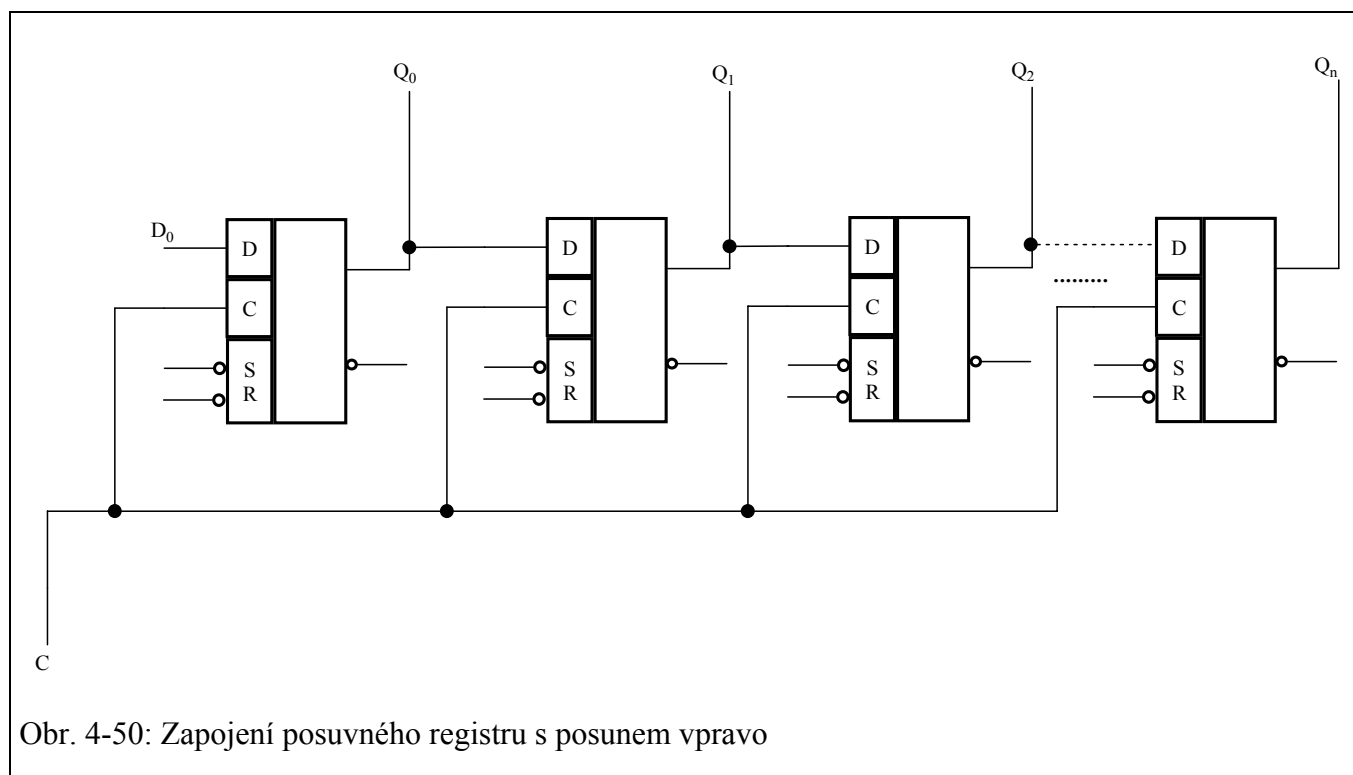 Q0 Q1 Q2 Qn
D0 D D D D
.........
C C C C
S S S S
R R R R
C
Obr. 4-50: Zapojení posuvného registru s posunem vpravo